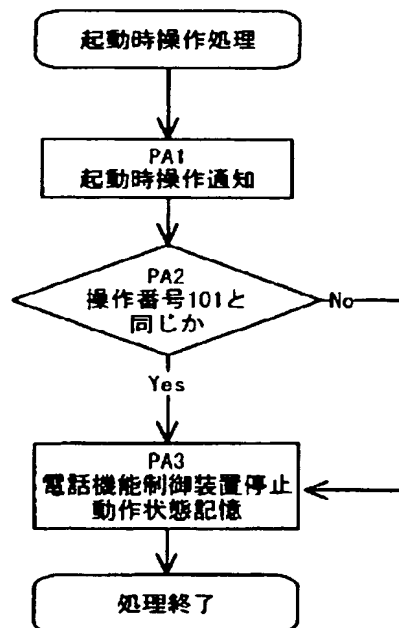 起動時操作処理
PA1
起動時操作通知
PA2
操作番号101と
同じか
No
Yes
PA3
電話機能制御装置停止
動作状態記憶
処理終了